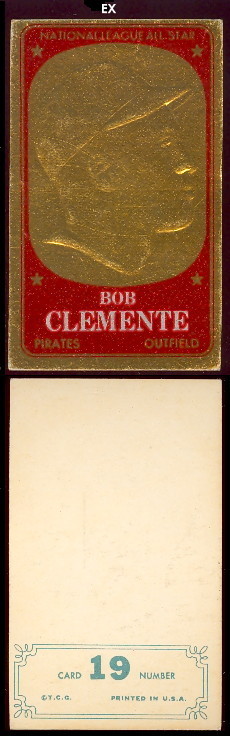 EX
NATIONAL LEAGUE ALL-STAR
BOB
CLEMENTE
PIRATES OUTFIELD
CARD 19 NUMBER
©T.C.G. PRINTED IN U.S.A.